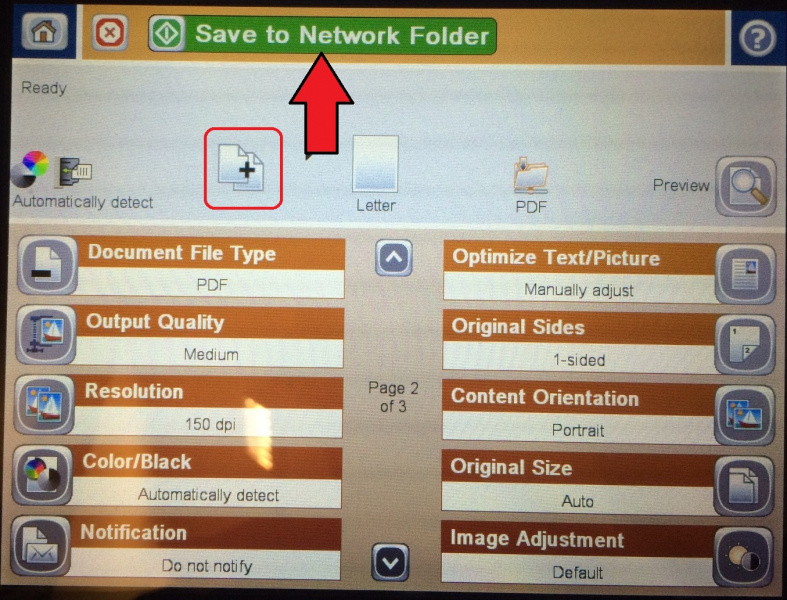 Save to Network Folder
?
Ready
Automatically detect
Letter
PDF
Preview
Document File Type
PDF
Output Quality
Medium
Resolution
150 dpi
Color/Black
Automatically detect
Notification
Do not notify
Page 2
of 3
Optimize Text/Picture
Manually adjust
Original Sides
1
2
1-sided
Content Orientation
Portrait
Original Size
Auto
Image Adjustment
Default